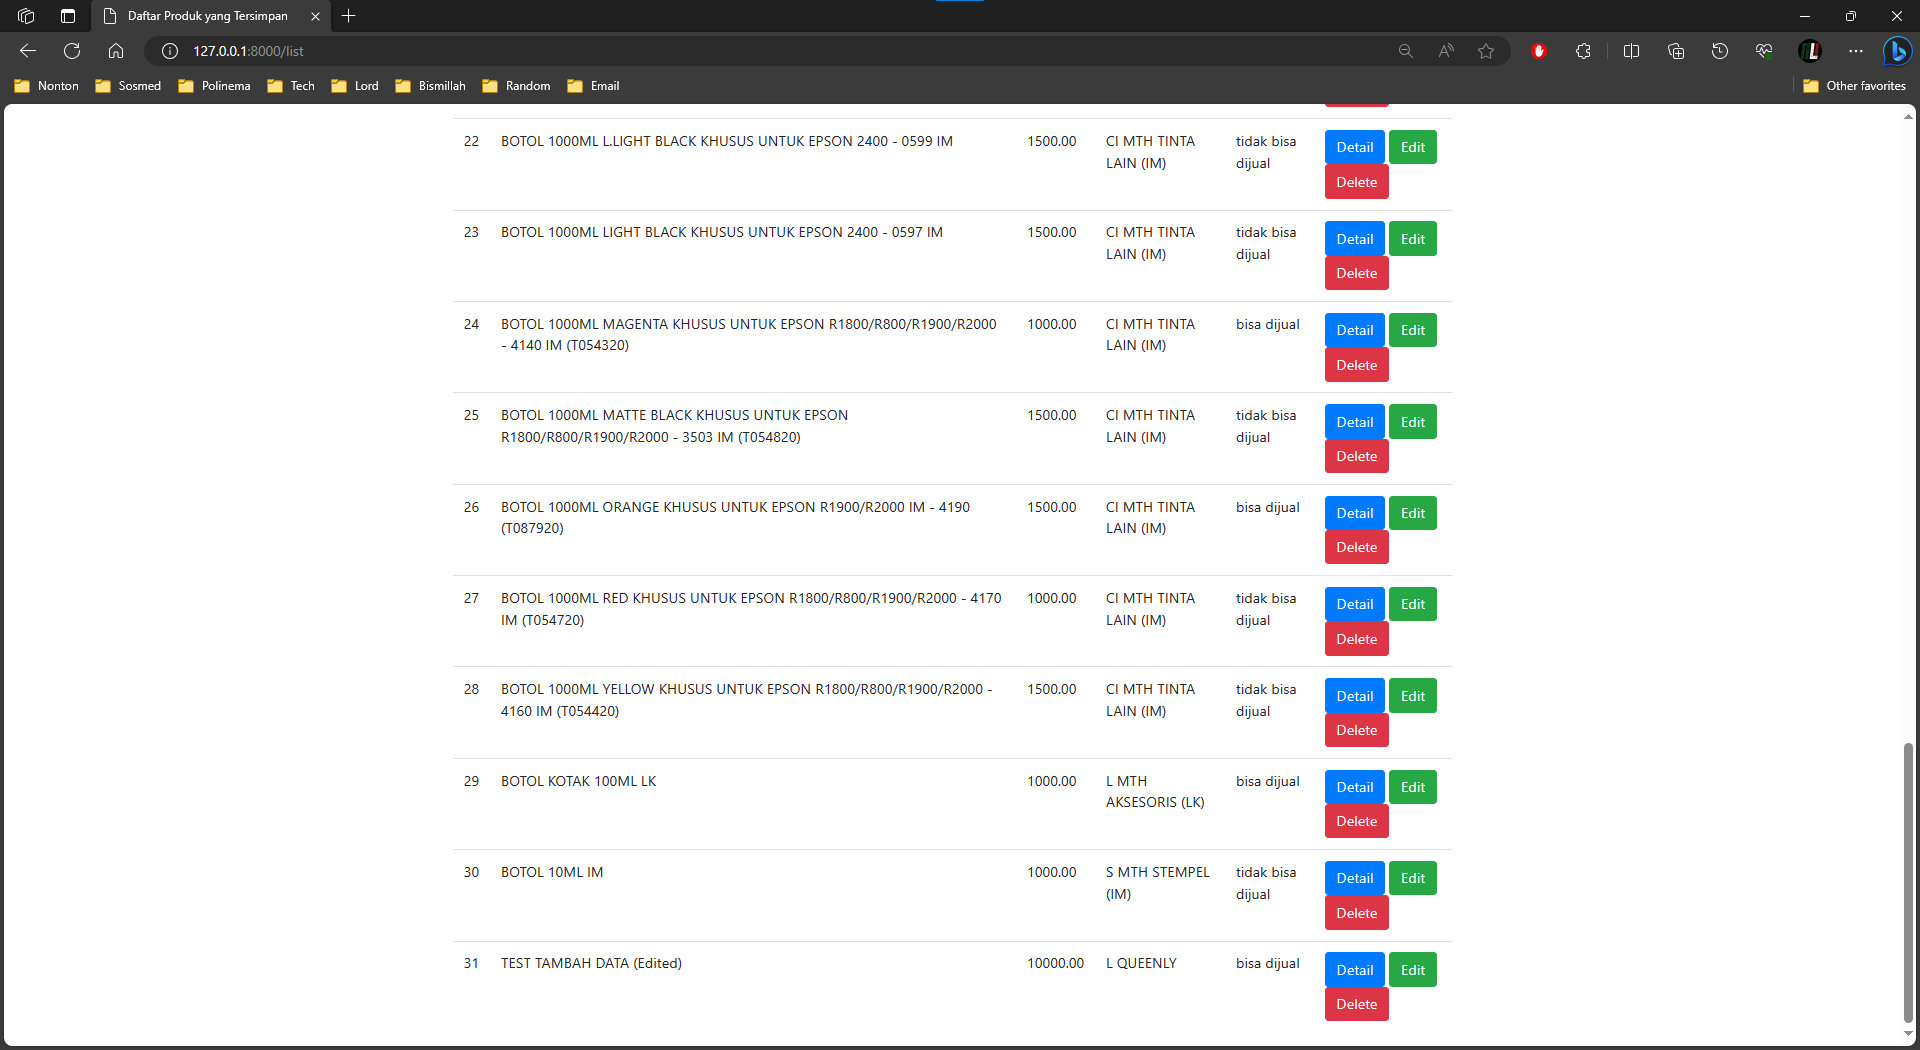 Daftar Produk yang Tersimpan
127.0.0.1:8000/list
Nonton Sosmed Polinema Tech Lord Bismillah Random Email Other favorites
22 BOTOL 1000ML L.LIGHT BLACK KHUSUS UNTUK EPSON 2400 - 0599 IM 1500.00 CI MTH TINTA tidak bisa Detail Edit
LAIN (IM) dijual
Delete
23 BOTOL 1000ML LIGHT BLACK KHUSUS UNTUK EPSON 2400 - 0597 IM 1500.00 CI MTH TINTA tidak bisa Detail Edit
LAIN (IM) dijual
Delete
24 BOTOL 1000ML MAGENTA KHUSUS UNTUK EPSON R1800/R800/R1900/R2000 1000.00 CI MTH TINTA bisa dijual Detail Edit
- 4140 IM (T054320) LAIN (IM)
Delete
25 BOTOL 1000ML MATTE BLACK KHUSUS UNTUK EPSON 1500.00 CI MTH TINTA tidak bisa Detail Edit
R1800/R800/R1900/R2000 - 3503 IM (T054820) LAIN (IM) dijual
Delete
26 BOTOL 1000ML ORANGE KHUSUS UNTUK EPSON R1900/R2000 IM - 4190 1500.00 CI MTH TINTA bisa dijual Detail Edit
(T087920) LAIN (IM)
Delete
27 BOTOL 1000ML RED KHUSUS UNTUK EPSON R1800/R800/R1900/R2000 - 4170 1000.00 CI MTH TINTA tidak bisa Detail Edit
IM (T054720) LAIN (IM) dijual
Delete
28 BOTOL 1000ML YELLOW KHUSUS UNTUK EPSON R1800/R800/R1900/R2000 - 1500.00 CI MTH TINTA tidak bisa Detail Edit
4160 IM (T054420) LAIN (IM) dijual
Delete
29 BOTOL KOTAK 100ML LK 1000.00 L MTH bisa dijual Detail Edit
AKSESORIS (LK)
Delete
30 BOTOL 10ML IM 1000.00 S MTH STEMPEL tidak bisa Detail Edit
(IM) dijual
Delete
31 TEST TAMBAH DATA (Edited) 10000.00 L QUEENLY bisa dijual Detail Edit
Delete